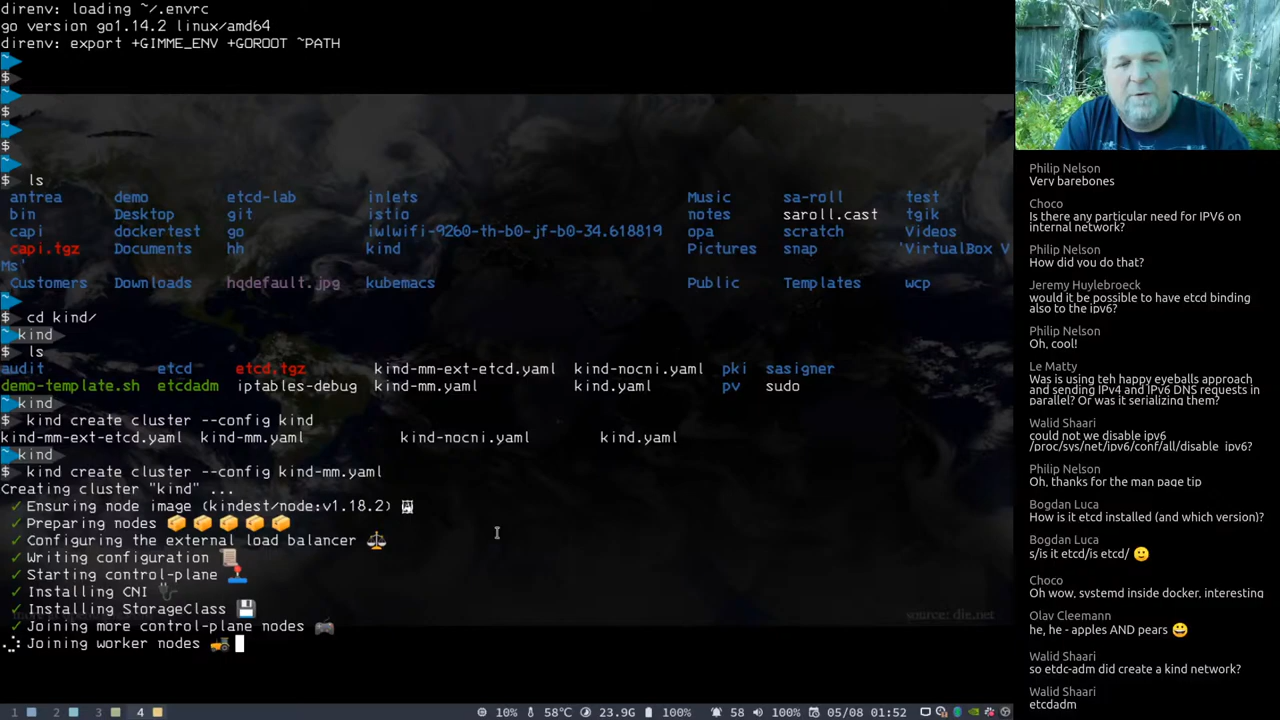 direnv: loading ~/.envrc
go version go1.14.2 linux/amd64
direnv: export +GIMME_ENV +GOROOT ~PATH
~
$
~
$
~
$
~
$ ls
antrea demo etcd-lab inlets Music sa-roll test
bin Desktop git istio notes saroll.cast tgik
capi dockertest go iwlwifi-9260-th-b0-jf-b0-34.618819 opa scratch Videos
capi.tgz Documents hh kind Pictures snap 'VirtualBox V
Ms'
Customers Downloads hqdefault.jpg kubemacs Public Templates wcp
~
$ cd kind/
~ kind
$ ls
audit etcd etcd.tgz kind-mm-ext-etcd.yaml kind-nocni.yaml pki sasigner
demo-template.sh etcdadm iptables-debug kind-mm.yaml kind.yaml pv sudo
~ kind
$ kind create cluster --config kind
kind-mm-ext-etcd.yaml kind-mm.yaml kind-nocni.yaml kind.yaml
~ kind
$ kind create cluster --config kind-mm.yaml
Creating cluster "kind" ...
✓ Ensuring node image (kindest/node:v1.18.2) 🖼
✓ Preparing nodes 📦 📦 📦 📦 📦
✓ Configuring the external load balancer ⚖️
✓ Writing configuration 📜
✓ Starting control-plane 🕹️
✓ Installing CNI 🔌
✓ Installing StorageClass 💾
✓ Joining more control-plane nodes 🎮
Joining worker nodes 🚜
source: die.net
1 2 3 4 10% 58°C 23.9G 100% 58 100% 05/08 01:52
Philip Nelson
Very barebones
Choco
Is there any particular need for IPV6 on
internal network?
Philip Nelson
How did you do that?
Jeremy Huylebroeck
would it be possible to have etcd binding
also to the ipv6?
Philip Nelson
Oh, cool!
Le Matty
Was is using teh happy eyeballs approach
and sending IPv4 and IPv6 DNS requests in
parallel? Or was it serializing them?
Walid Shaari
could not we disable ipv6
/proc/sys/net/ipv6/conf/all/disable_ipv6?
Philip Nelson
Oh, thanks for the man page tip
Bogdan Luca
How is it etcd installed (and which version)?
Bogdan Luca
s/is it etcd/is etcd/ 🙂
Choco
Oh wow, systemd inside docker, interesting
Olav Cleemann
he, he - apples AND pears 😀
Walid Shaari
so etdc-adm did create a kind network?
Walid Shaari
etcdadm